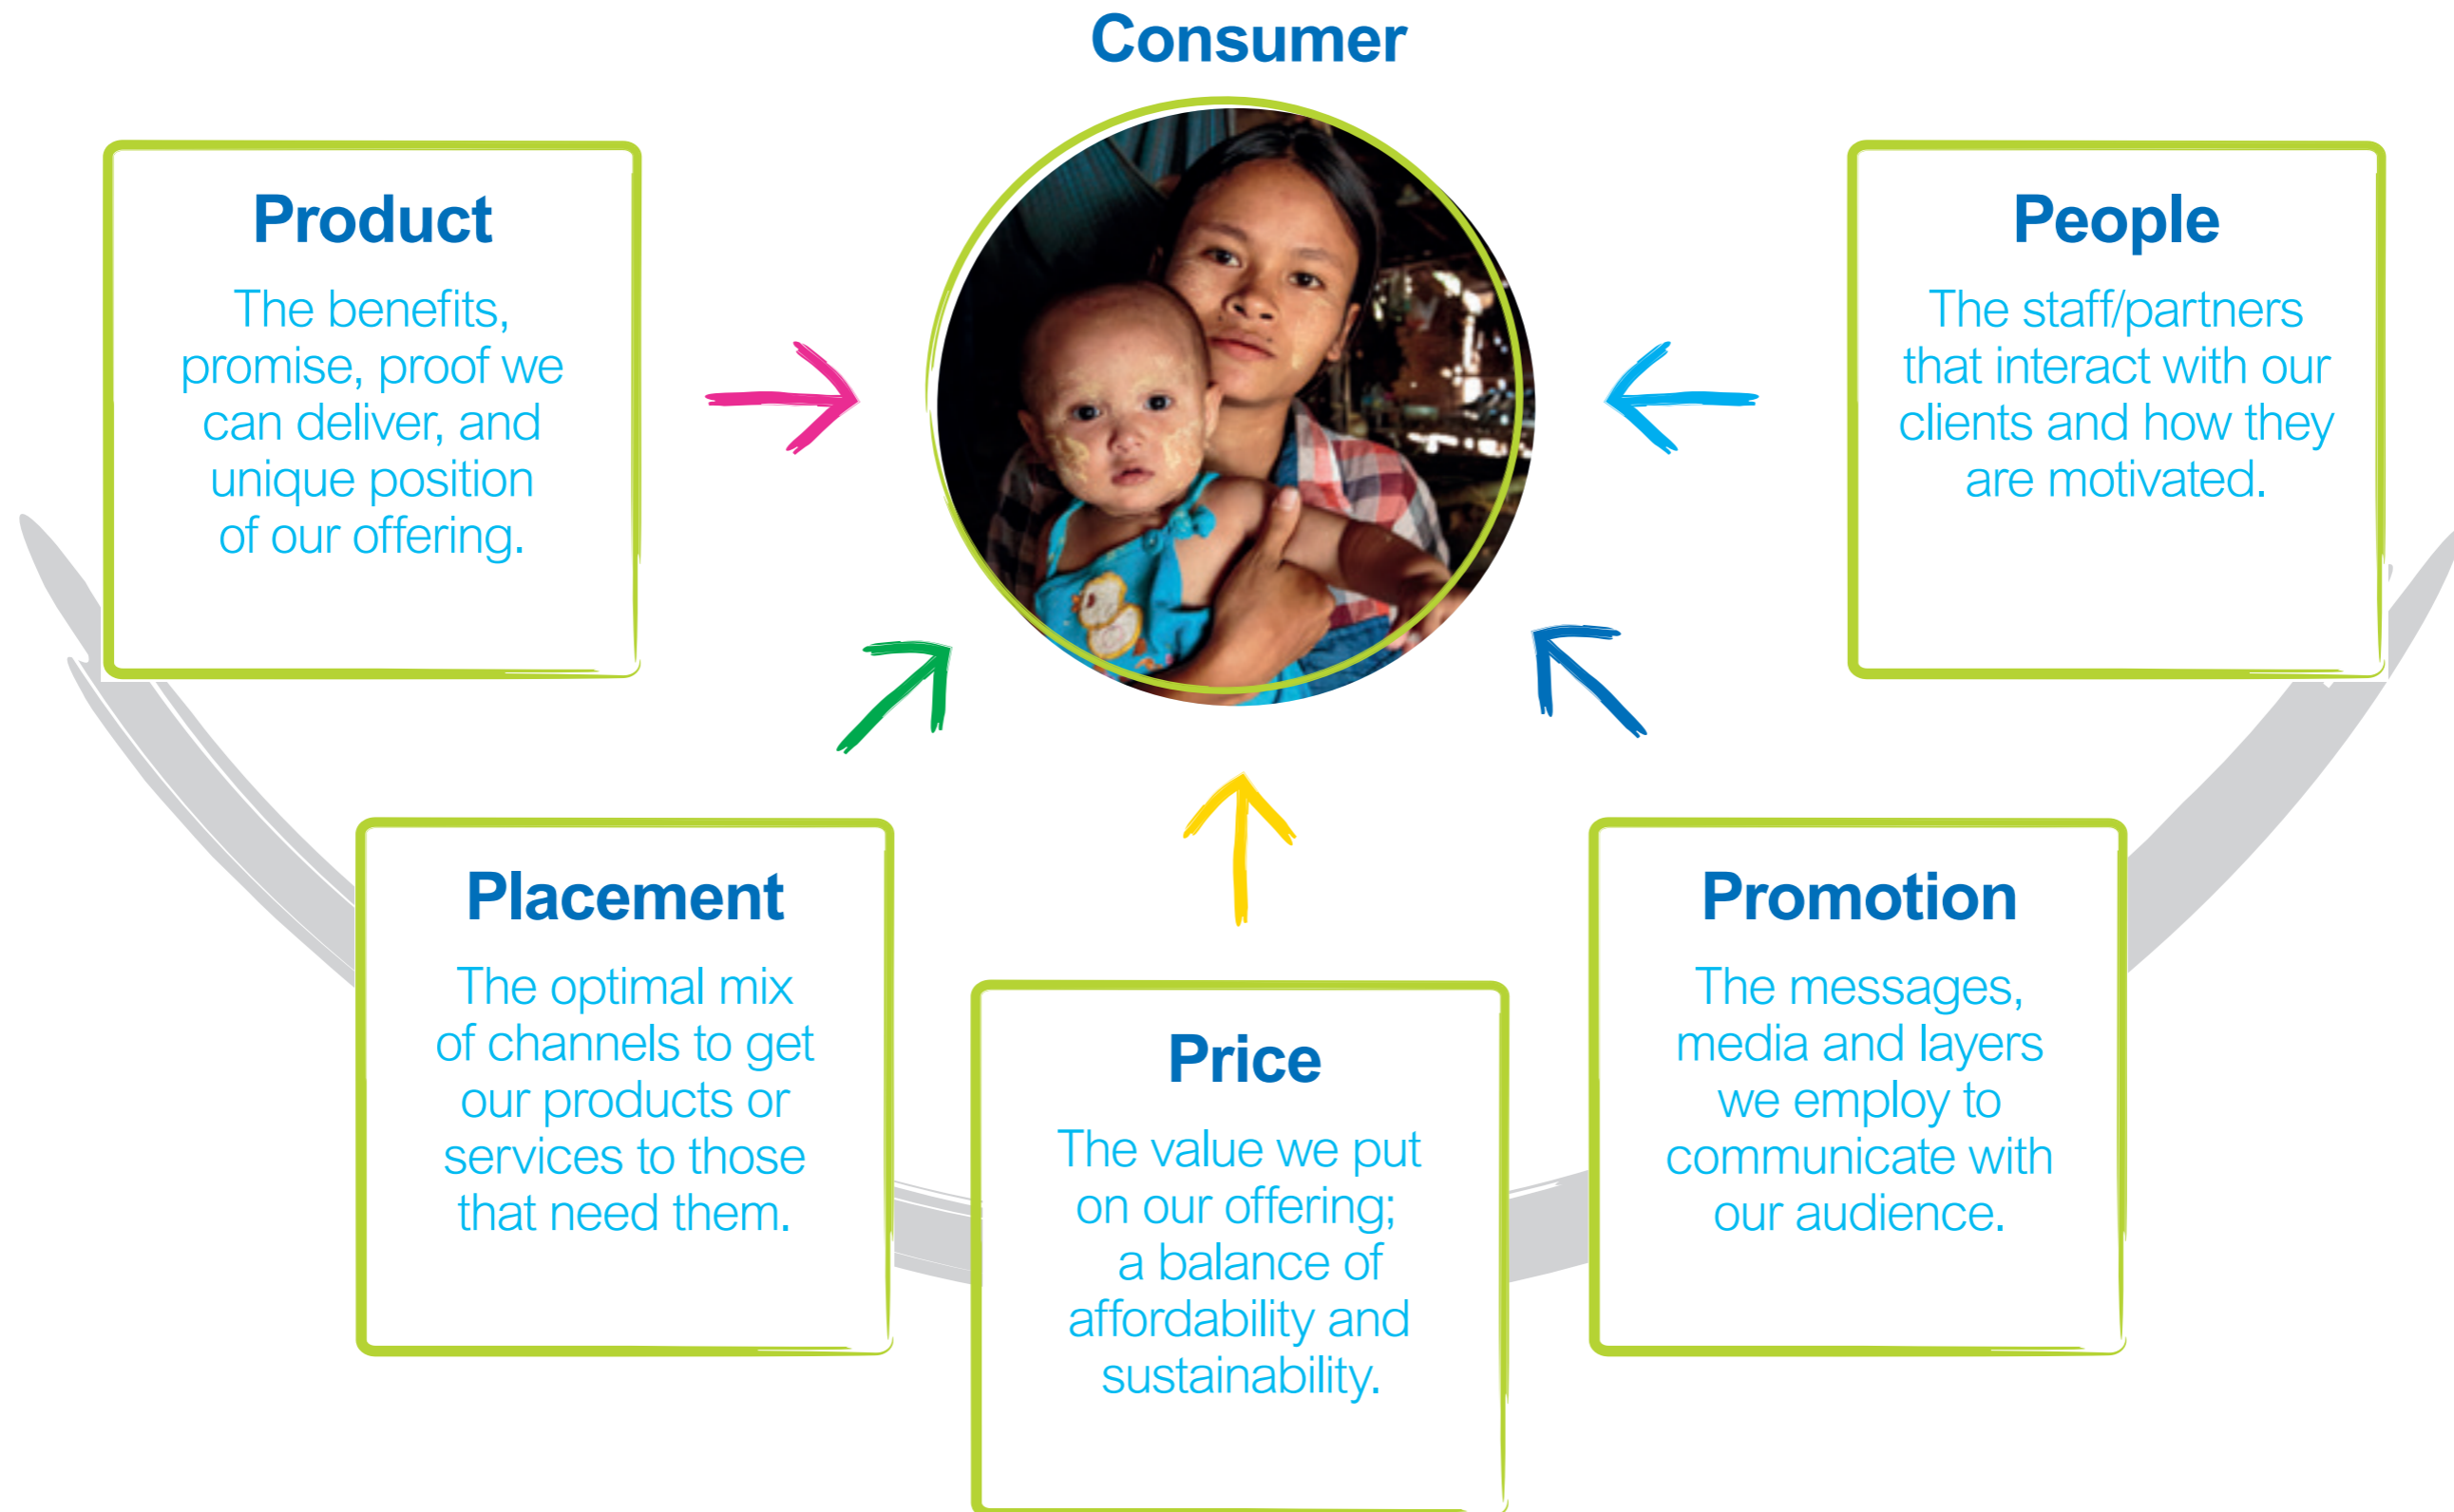 Consumer
Product
The benefits,
promise, proof we
can deliver, and
unique position
of our offering.
People
The staff/partners
that interact with our
clients and how they
are motivated.
Placement
The optimal mix
of channels to get
our products or
services to those
that need them.
Price
The value we put
on our offering;
a balance of
affordability and
sustainability.
Promotion
The messages,
media and layers
we employ to
communicate with
our audience.